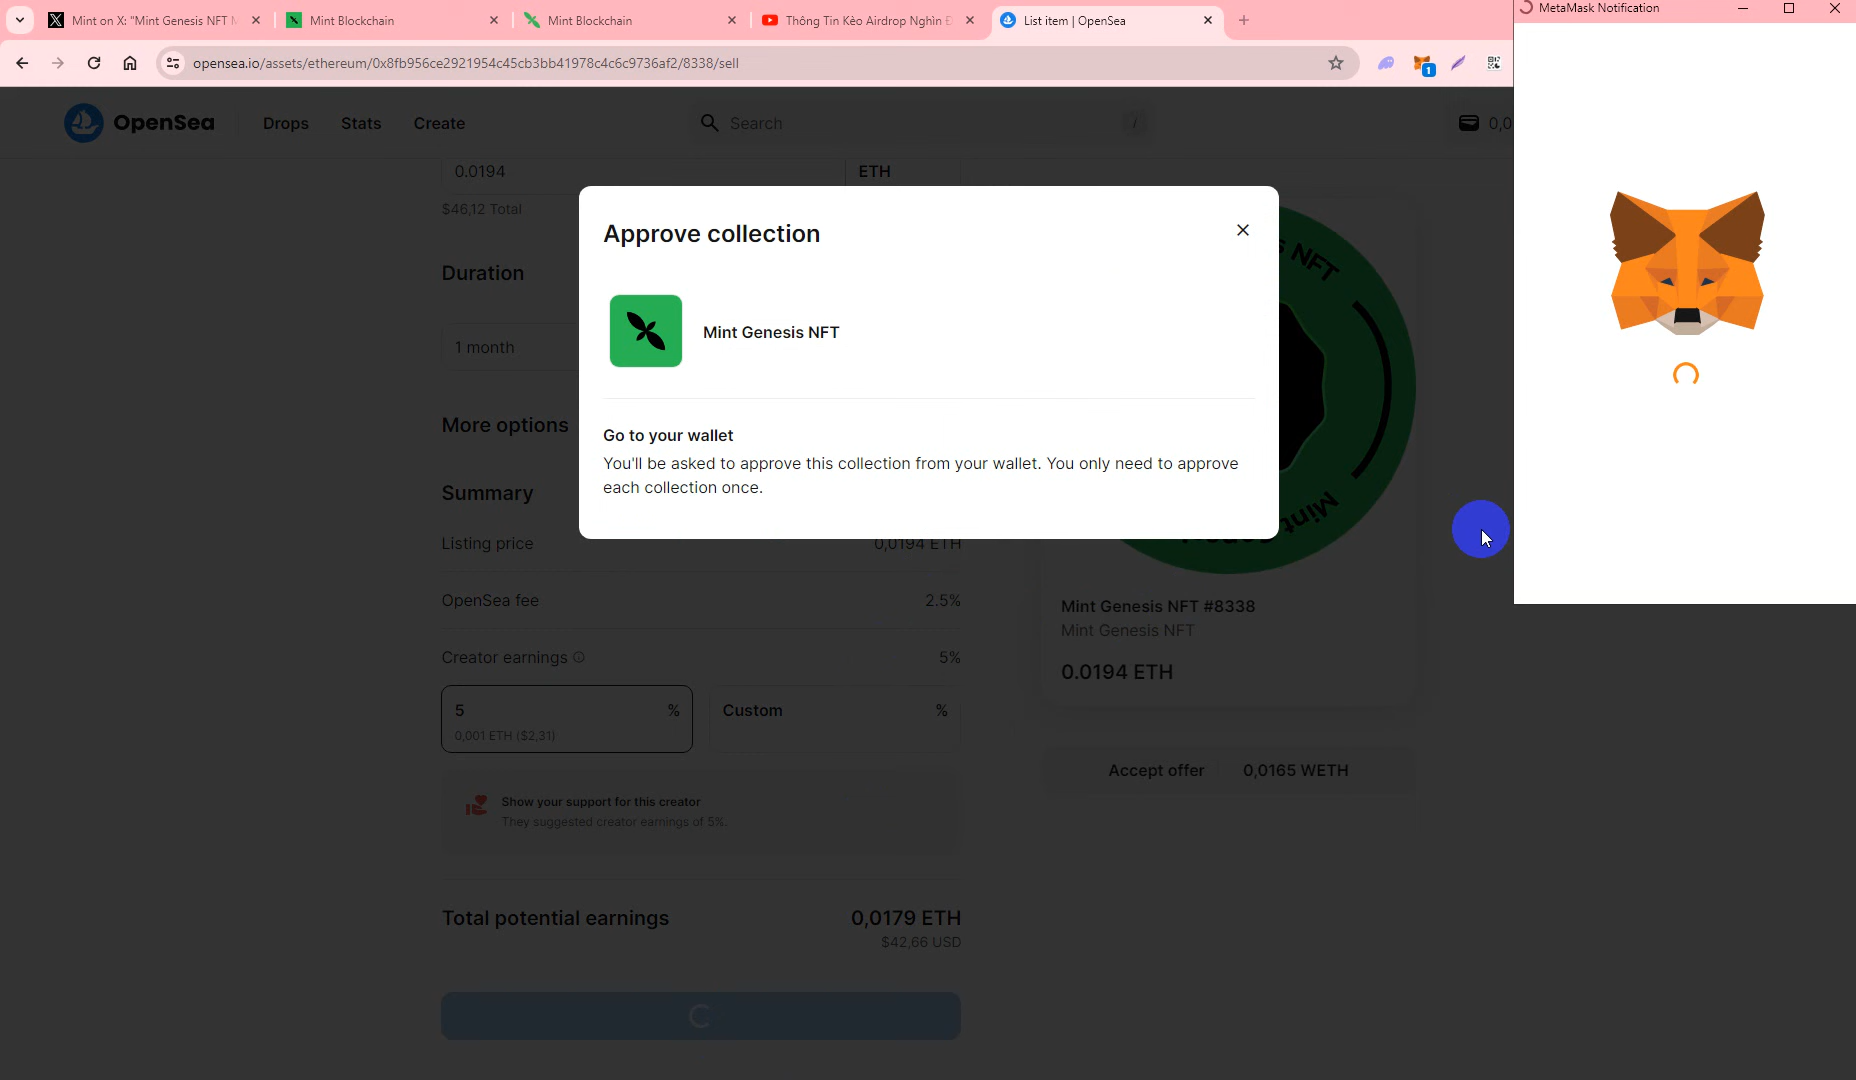 Mint on X: "Mint Genesis NFT M
Mint Blockchain
Mint Blockchain
Thông Tin Kèo Airdrop Nghìn Đ
List item | OpenSea
MetaMask Notification
opensea.io/assets/ethereum/0x8fb956ce2921954c45cb3bb41978c4c6c9736af2/8338/sell
1
OpenSea
Drops
Stats
Create
Search
/
0,0
0.0194
ETH
$46,12 Total
Approve collection
Duration
NFT
Mint Genesis NFT
1 month
More options
Go to your wallet
You'll be asked to approve this collection from your wallet. You only need to approve
each collection once.
Summary
Mint
Listing price
0,0194 ETH
OpenSea fee
2.5%
Mint Genesis NFT #8338
Mint Genesis NFT
Creator earnings
5%
0.0194 ETH
5
%
0,001 ETH ($2,31)
Custom
%
Accept offer
0,0165 WETH
Show your support for this creator
They suggested creator earnings of 5%.
Total potential earnings
0,0179 ETH
$42,66 USD